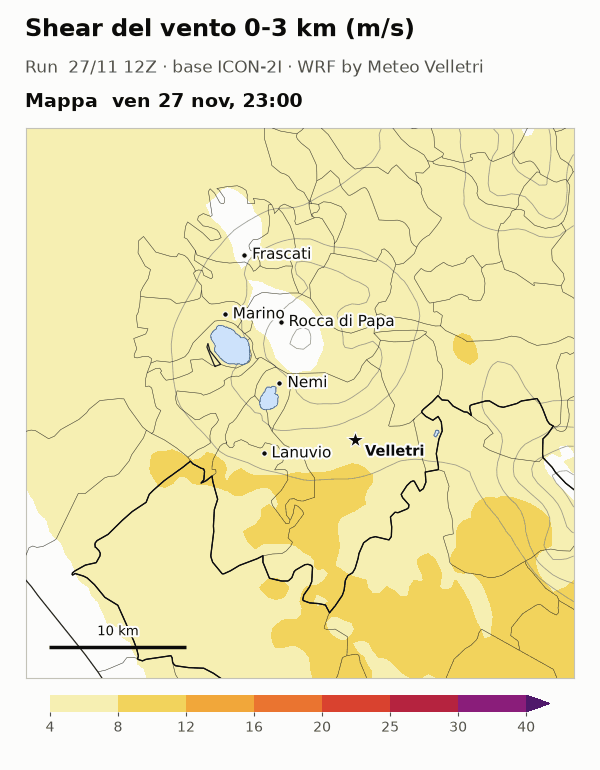 Shear del vento 0-3 km (m/s)
Run  27/11 12Z · base ICON-2I · WRF by Meteo Velletri
Mappa  ven 27 nov, 23:00
Frascati
Marino
Rocca di Papa
Nemi
Velletri
Lanuvio
10 km
4 8 12 16 20 25 30 40